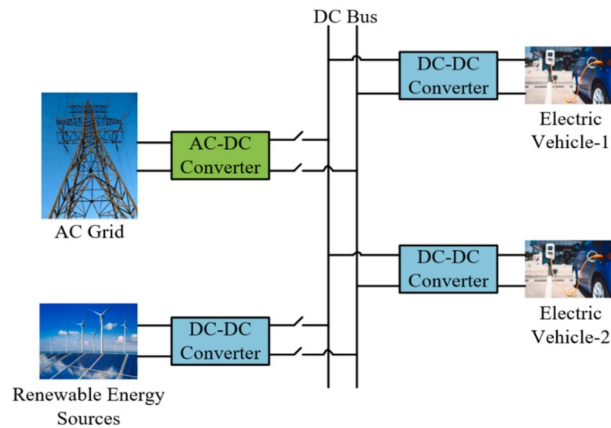 DC Bus
DC-DC
Converter
Electric
Vehicle-1
AC-DC
Converter
AC Grid
DC-DC
Converter
Electric
Vehicle-2
DC-DC
Converter
Renewable Energy
Sources